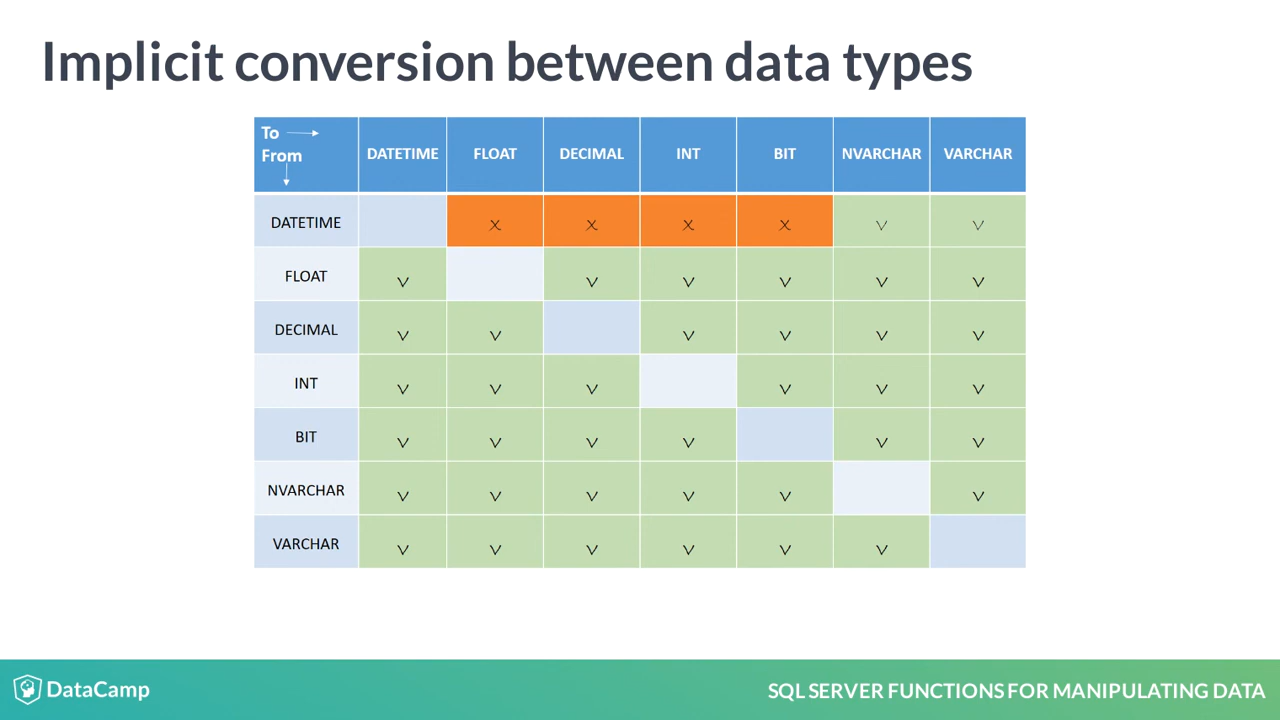 Implicit conversion between data types
To
From
DATETIME FLOAT DECIMAL INT BIT NVARCHAR VARCHAR
DATETIME x x x x v v
FLOAT v v v v v v
DECIMAL v v v v v v
INT v v v v v v
BIT v v v v v v
NVARCHAR v v v v v v
VARCHAR v v v v v v
DataCamp
SQL SERVER FUNCTIONS FOR MANIPULATING DATA